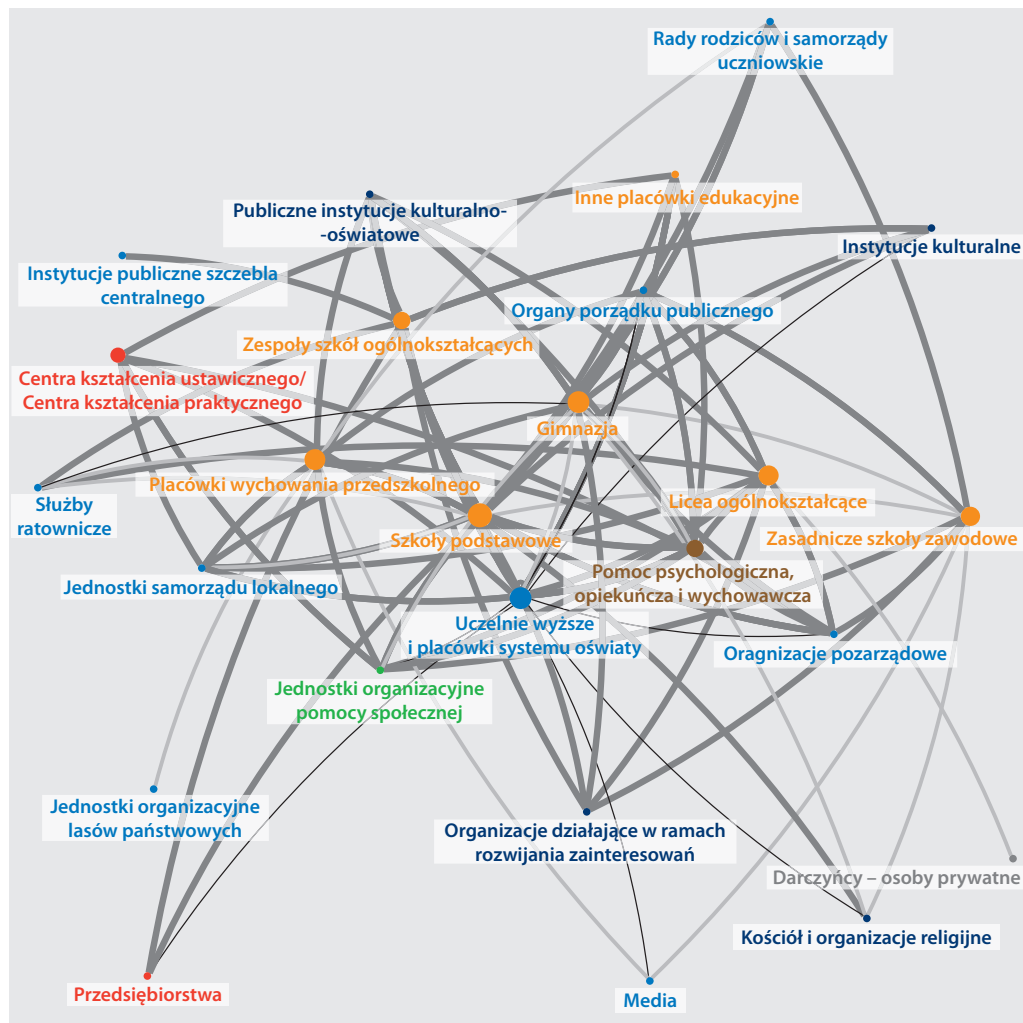 Rady rodziców i samorządy
uczniowskie
Inne placówki edukacyjne
Publiczne instytucje kulturalno-
-oświatowe
Instytucje kulturalne
Instytucje publiczne szczebla
centralnego
Organy porządku publicznego
Zespoły szkół ogólnokształcących
Centra kształcenia ustawicznego/
Centra kształcenia praktycznego
Gimnazja
Placówki wychowania przedszkolnego
Licea ogólnokształcące
Służby
ratownicze
Szkoły podstawowe
Zasadnicze szkoły zawodowe
Pomoc psychologiczna,
opiekuńcza i wychowawcza
Jednostki samorządu lokalnego
Uczelnie wyższe
i placówki systemu oświaty
Oragnizacje pozarządowe
Jednostki organizacyjne
pomocy społecznej
Jednostki organizacyjne
lasów państwowych
Organizacje działające w ramach
rozwijania zainteresowań
Darczyńcy – osoby prywatne
Kościół i organizacje religijne
Przedsiębiorstwa
Media